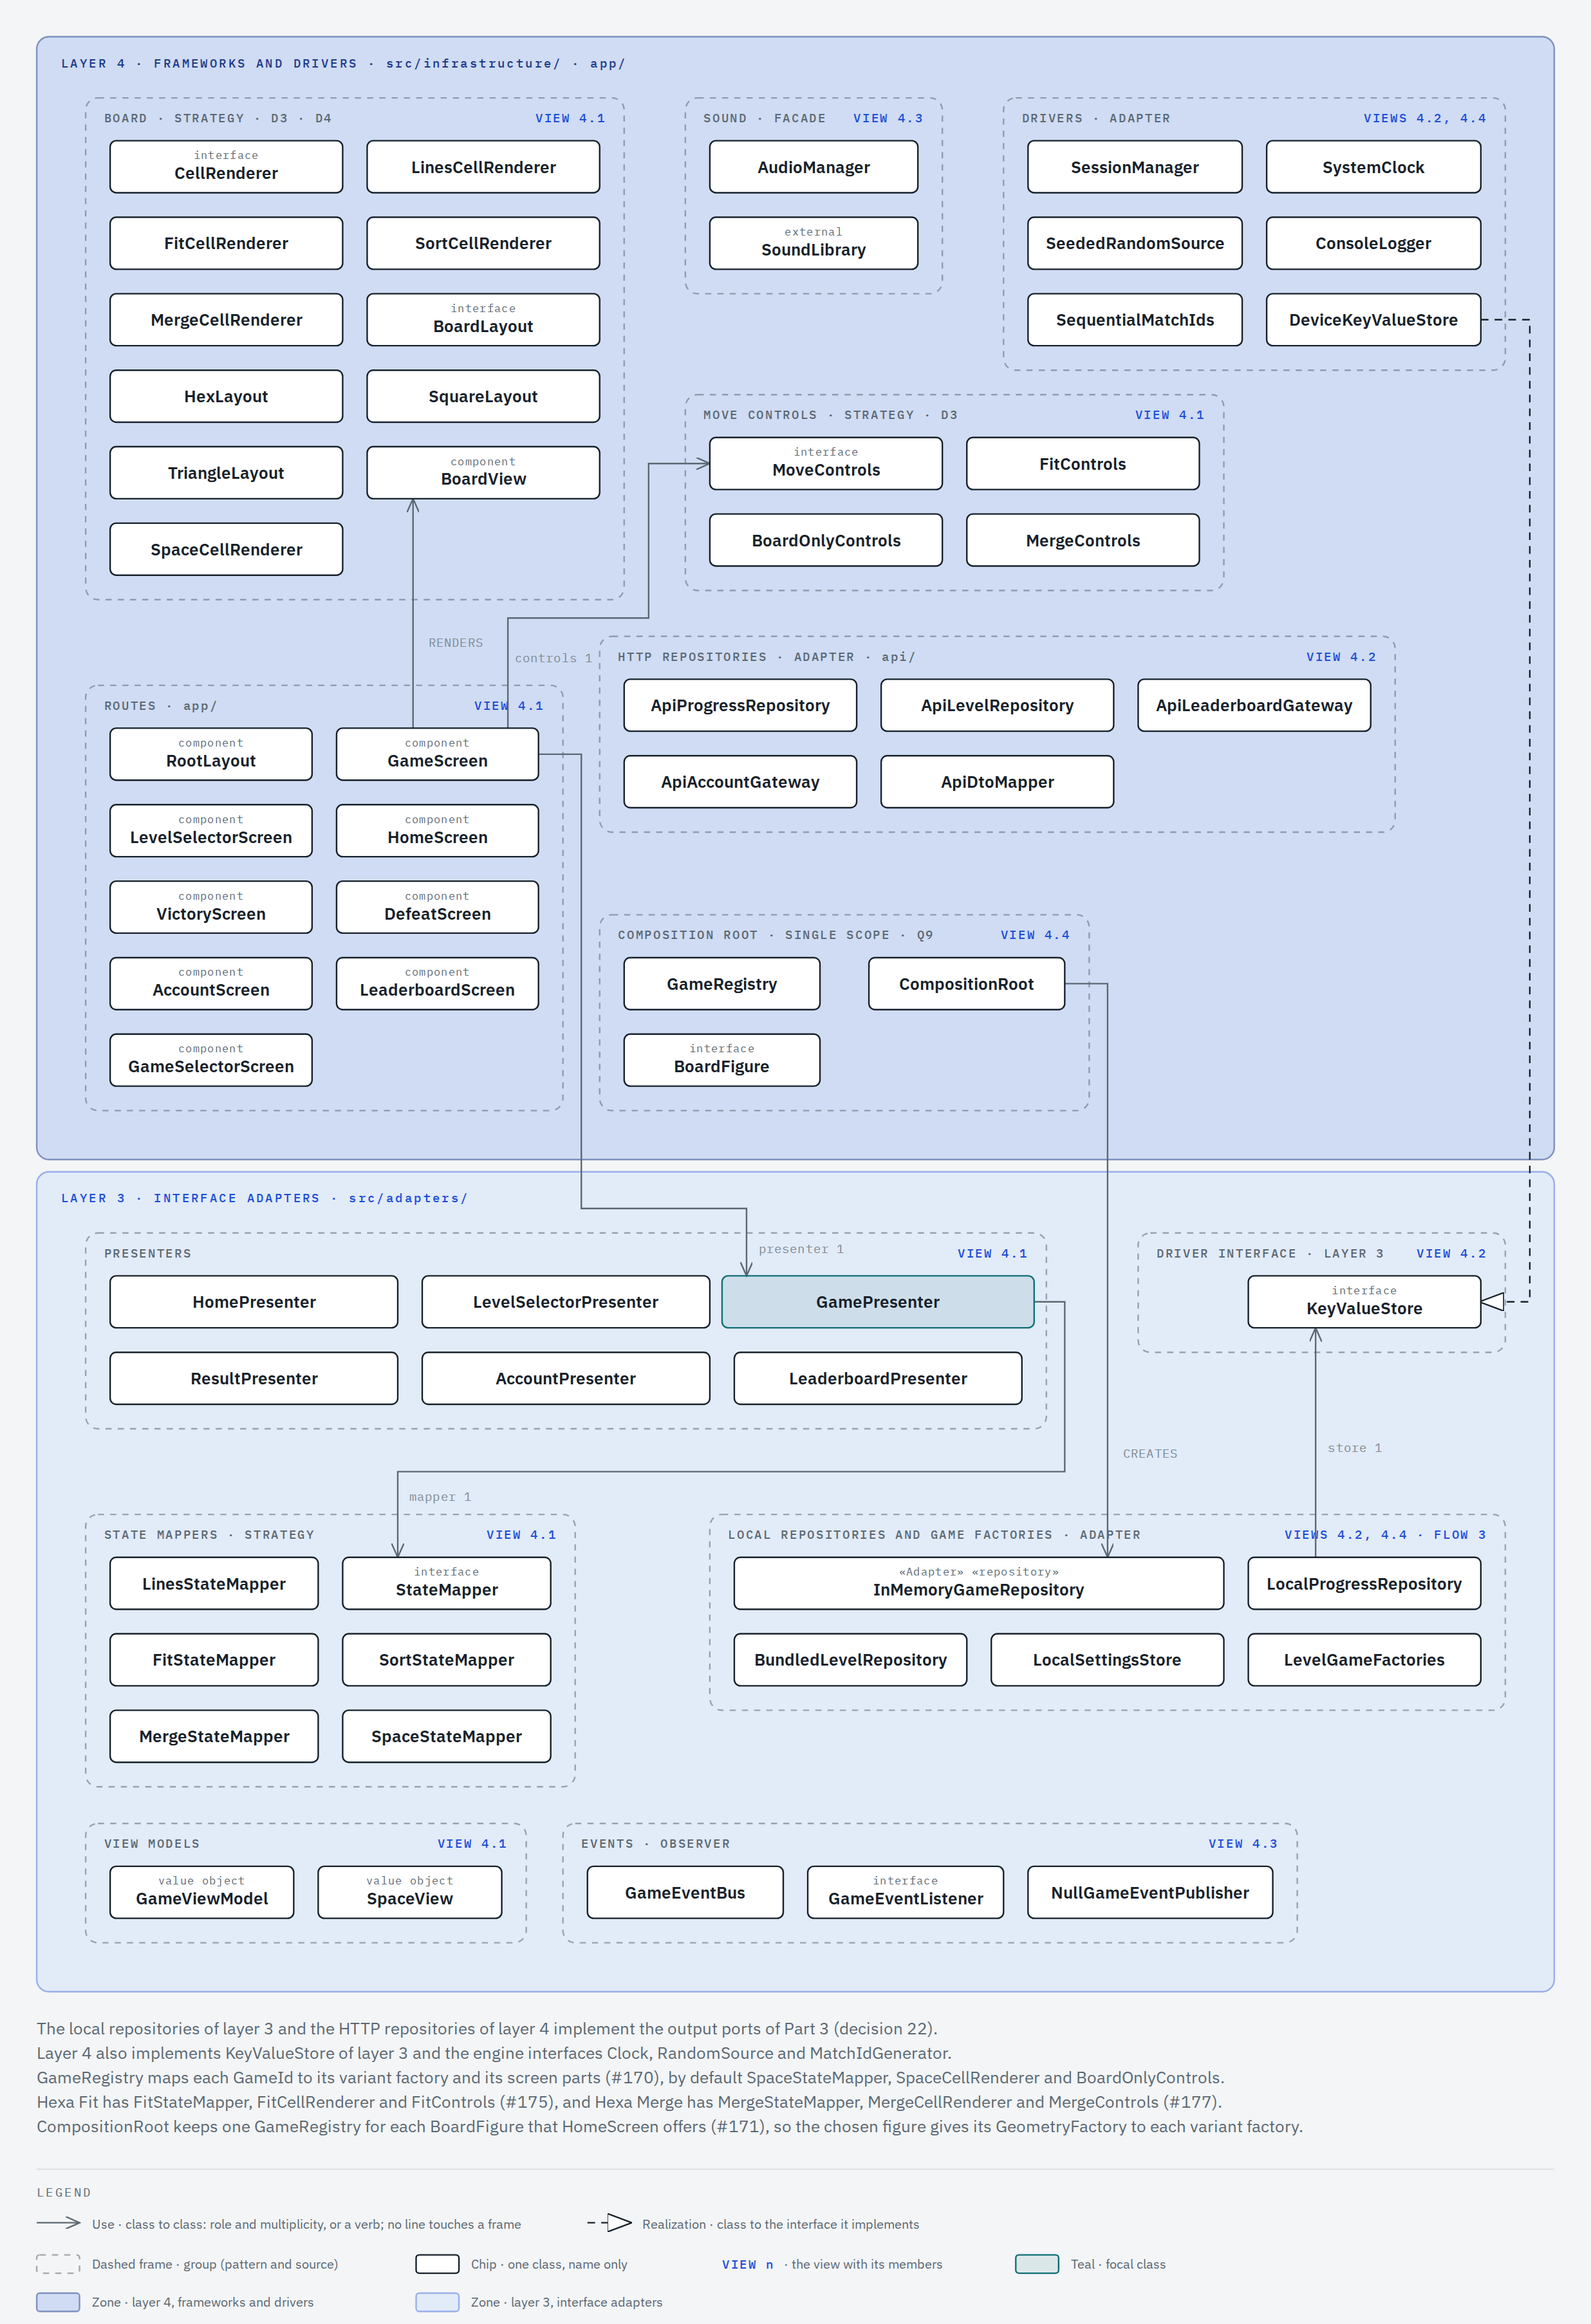 LAYER 4 · FRAMEWORKS AND DRIVERS · src/infrastructure/ · app/
BOARD · STRATEGY · D3 · D4 VIEW 4.1
interface
CellRenderer
LinesCellRenderer
FitCellRenderer
SortCellRenderer
MergeCellRenderer
interface
BoardLayout
HexLayout
SquareLayout
TriangleLayout
component
BoardView
SpaceCellRenderer
SOUND · FACADE VIEW 4.3
AudioManager
external
SoundLibrary
DRIVERS · ADAPTER VIEWS 4.2, 4.4
SessionManager
SystemClock
SeededRandomSource
ConsoleLogger
SequentialMatchIds
DeviceKeyValueStore
MOVE CONTROLS · STRATEGY · D3 VIEW 4.1
interface
MoveControls
FitControls
BoardOnlyControls
MergeControls
RENDERS
controls 1
HTTP REPOSITORIES · ADAPTER · api/ VIEW 4.2
ApiProgressRepository
ApiLevelRepository
ApiLeaderboardGateway
ApiAccountGateway
ApiDtoMapper
ROUTES · app/ VIEW 4.1
component
RootLayout
component
GameScreen
component
LevelSelectorScreen
component
HomeScreen
component
VictoryScreen
component
DefeatScreen
component
AccountScreen
component
LeaderboardScreen
component
GameSelectorScreen
COMPOSITION ROOT · SINGLE SCOPE · Q9 VIEW 4.4
GameRegistry
CompositionRoot
interface
BoardFigure
LAYER 3 · INTERFACE ADAPTERS · src/adapters/
PRESENTERS VIEW 4.1
presenter 1
HomePresenter
LevelSelectorPresenter
GamePresenter
ResultPresenter
AccountPresenter
LeaderboardPresenter
DRIVER INTERFACE · LAYER 3 VIEW 4.2
interface
KeyValueStore
CREATES
store 1
mapper 1
STATE MAPPERS · STRATEGY VIEW 4.1
LinesStateMapper
interface
StateMapper
FitStateMapper
SortStateMapper
MergeStateMapper
SpaceStateMapper
LOCAL REPOSITORIES AND GAME FACTORIES · ADAPTER VIEWS 4.2, 4.4 · FLOW 3
«Adapter» «repository»
InMemoryGameRepository
LocalProgressRepository
BundledLevelRepository
LocalSettingsStore
LevelGameFactories
VIEW MODELS VIEW 4.1
value object
GameViewModel
value object
SpaceView
EVENTS · OBSERVER VIEW 4.3
GameEventBus
interface
GameEventListener
NullGameEventPublisher
The local repositories of layer 3 and the HTTP repositories of layer 4 implement the output ports of Part 3 (decision 22).
Layer 4 also implements KeyValueStore of layer 3 and the engine interfaces Clock, RandomSource and MatchIdGenerator.
GameRegistry maps each GameId to its variant factory and its screen parts (#170), by default SpaceStateMapper, SpaceCellRenderer and BoardOnlyControls.
Hexa Fit has FitStateMapper, FitCellRenderer and FitControls (#175), and Hexa Merge has MergeStateMapper, MergeCellRenderer and MergeControls (#177).
CompositionRoot keeps one GameRegistry for each BoardFigure that HomeScreen offers (#171), so the chosen figure gives its GeometryFactory to each variant factory.
LEGEND
Use · class to class: role and multiplicity, or a verb; no line touches a frame
Realization · class to the interface it implements
Dashed frame · group (pattern and source)
Chip · one class, name only
VIEW n · the view with its members
Teal · focal class
Zone · layer 4, frameworks and drivers
Zone · layer 3, interface adapters